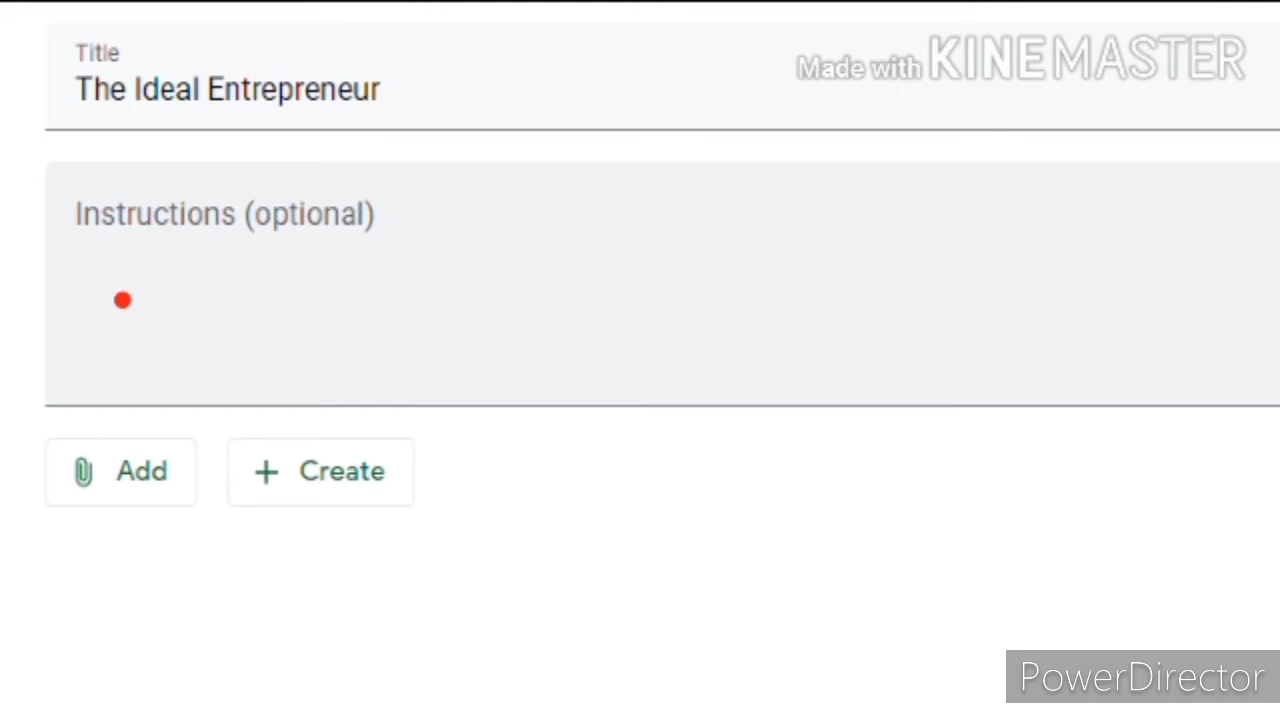 Title
Made with KINEMASTER
The Ideal Entrepreneur
Instructions (optional)
Add
Create
PowerDirector